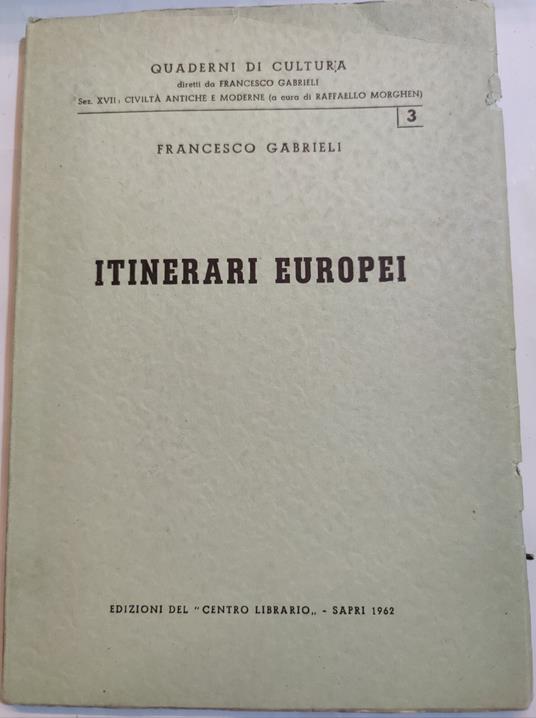 QUADERNI DI CULTURA
diretti da FRANCESCO GABRIELI
Sez. XVII: CIVILTÀ ANTICHE E MODERNE (a cura di RAFFAELLO MORGHEN)
3
FRANCESCO GABRIELI
ITINERARI EUROPEI
EDIZIONI DEL "CENTRO LIBRARIO„ - SAPRI 1962